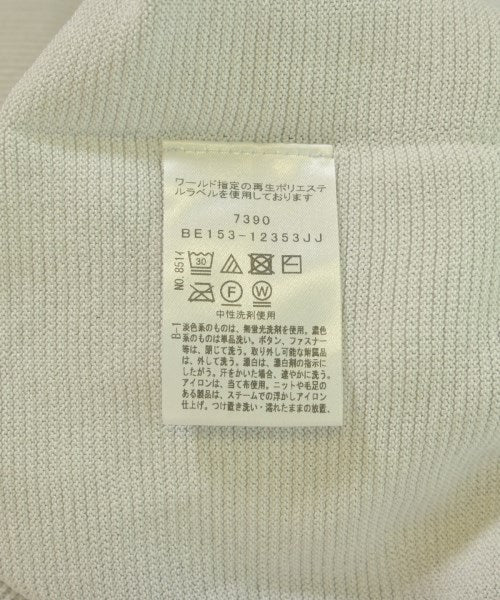 ワールド指定の再生ポリエステ
ルラベルを使用しております
7390
BE153-12353JJ
30
F W
中性洗剤使用
NO.8514
B-1
淡色系のものは、無蛍光洗剤を使用。濃色
系のものは単品洗い。ボタン、ファスナー
等は、閉じて洗う。取り外し可能な附属品
は、外して洗う。漂白は、漂白剤の指示に
したがう。汗をかいた場合、速やかに洗う。
アイロンは、当て布使用。ニットや毛足の
ある製品は、スチームでの浮かしアイロン
仕上げ。つけ置き洗い・濡れたままの放置、